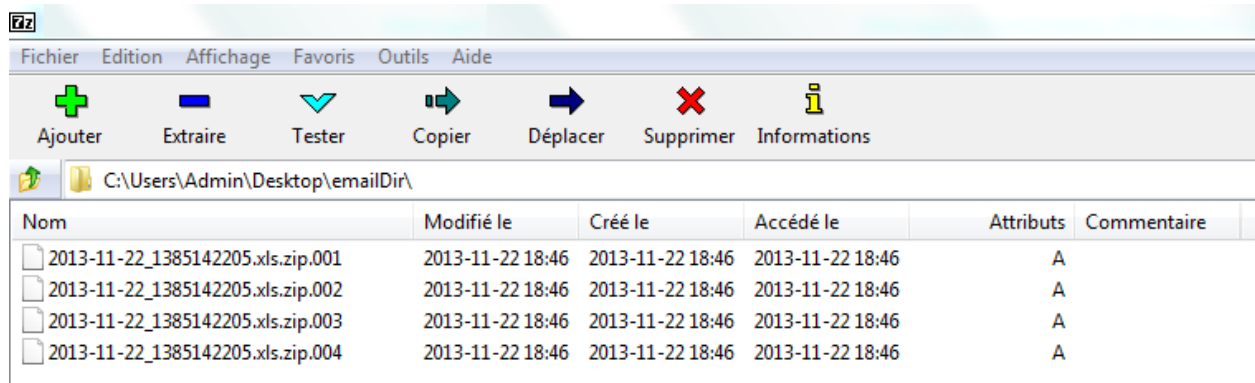 7z
Fichier Edition Affichage Favoris Outils Aide
Ajouter Extraire Tester Copier Déplacer Supprimer Informations
C:\Users\Admin\Desktop\emailDir\
Nom Modifié le Créé le Accédé le Attributs Commentaire
2013-11-22_1385142205.xls.zip.001 2013-11-22 18:46 2013-11-22 18:46 2013-11-22 18:46 A
2013-11-22_1385142205.xls.zip.002 2013-11-22 18:46 2013-11-22 18:46 2013-11-22 18:46 A
2013-11-22_1385142205.xls.zip.003 2013-11-22 18:46 2013-11-22 18:46 2013-11-22 18:46 A
2013-11-22_1385142205.xls.zip.004 2013-11-22 18:46 2013-11-22 18:46 2013-11-22 18:46 A